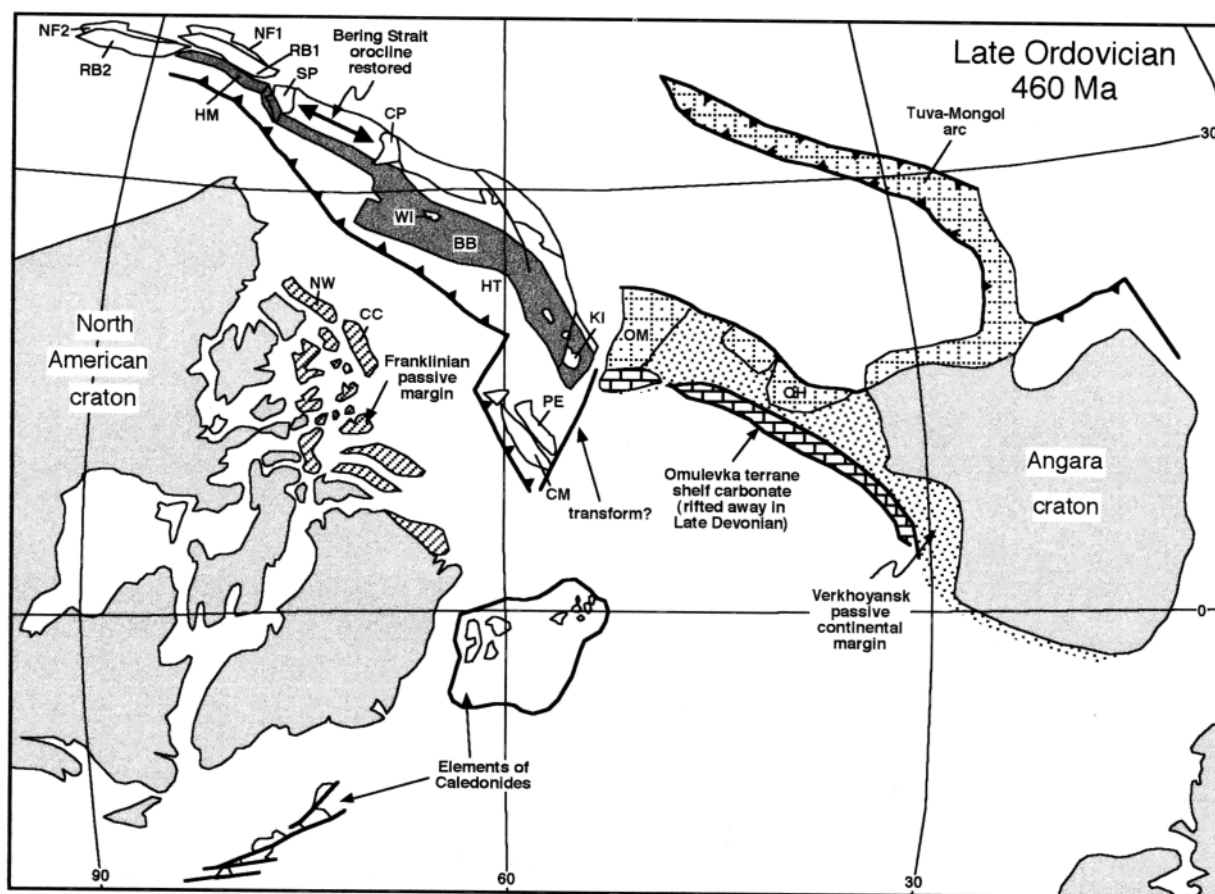 NF2
NF1
RB1
RB2
SP
HM
Bering Strait
orocline
restored
CP
Late Ordovician
460 Ma
Tuva-Mongol
arc
30
WI
BB
HT
NW
CC
KI
OM
OH
North
American
craton
Franklinian
passive
margin
PE
CM
transform?
Omulevka terrane
shelf carbonate
(rifted away in
Late Devonian)
Angara
craton
Verkhoyansk
passive
continental
margin
0
Elements of
Caledonides
90
60
30